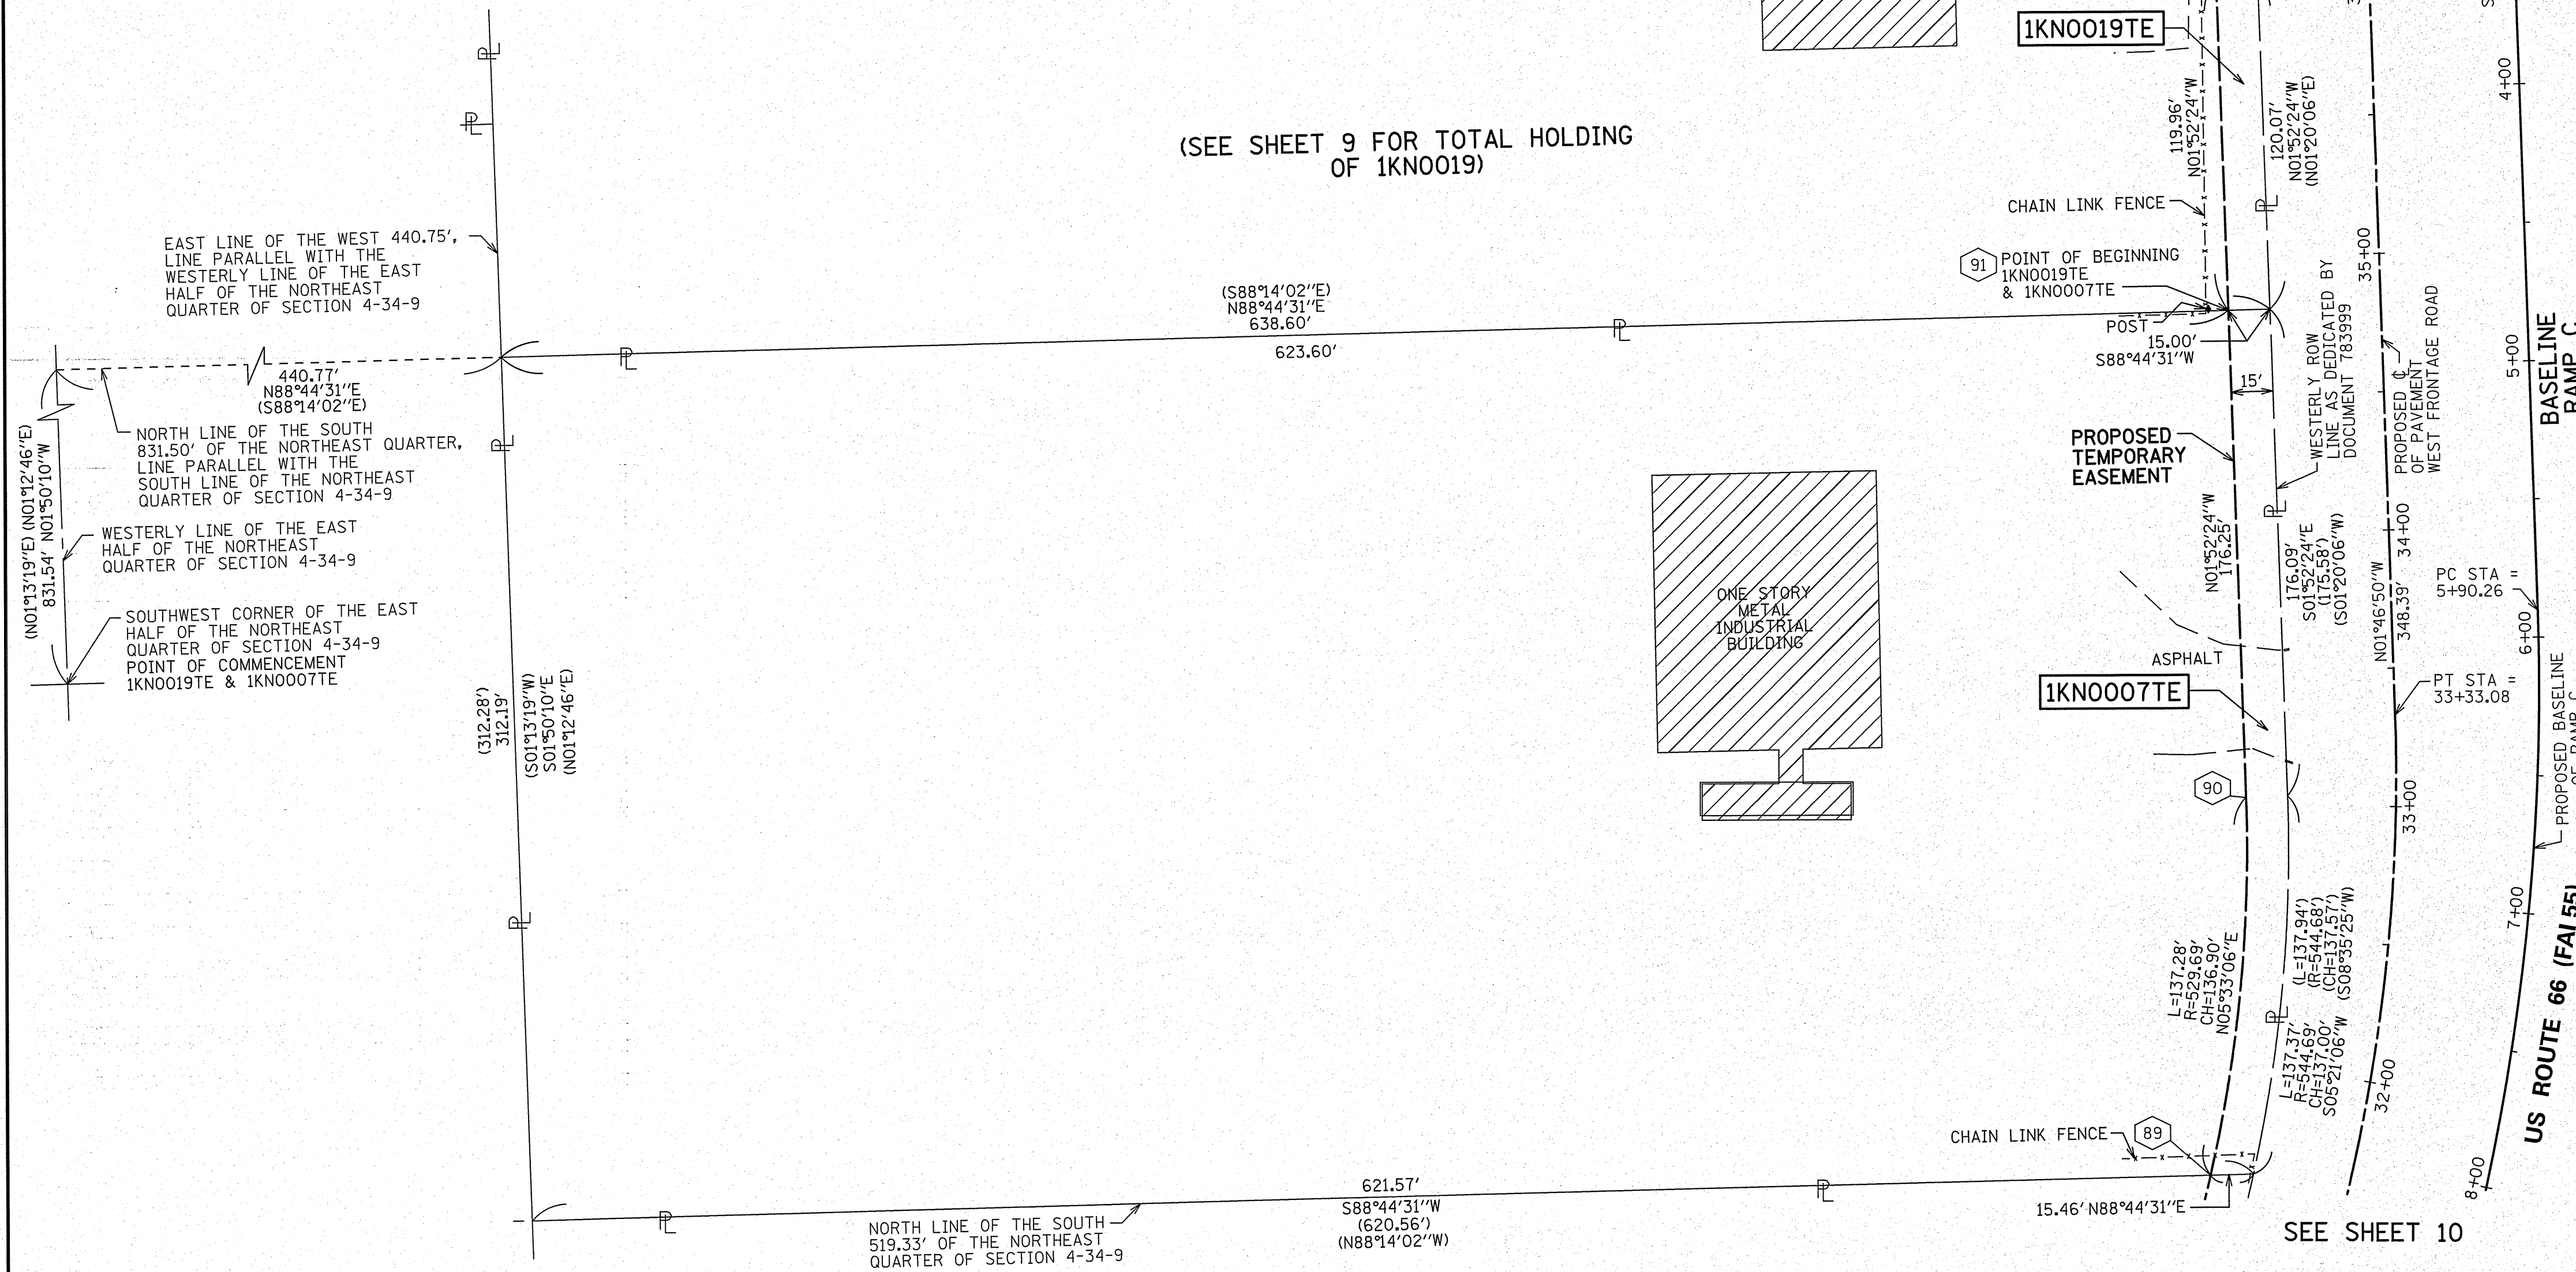 1KN0019TE
(SEE SHEET 9 FOR TOTAL HOLDING
OF 1KN0019)
119.96'
N01°52'24"W
120.07'
N01°52'24"W
(N01°20'06"E)
4+00
CHAIN LINK FENCE
EAST LINE OF THE WEST 440.75',
LINE PARALLEL WITH THE
WESTERLY LINE OF THE EAST
HALF OF THE NORTHEAST
QUARTER OF SECTION 4-34-9
91
POINT OF BEGINNING
1KN0019TE
& 1KN0007TE
POST
15.00'
S88°44'31"W
15'
(S88°14'02"E)
N88°44'31"E
638.60'
623.60'
440.77'
N88°44'31"E
(S88°14'02"E)
35+00
WESTERLY ROW
LINE AS DEDICATED BY
DOCUMENT 783999
PROPOSED ℄
OF PAVEMENT
WEST FRONTAGE ROAD
5+00
BASELINE
RAMP C
NORTH LINE OF THE SOUTH
831.50' OF THE NORTHEAST QUARTER,
LINE PARALLEL WITH THE
SOUTH LINE OF THE NORTHEAST
QUARTER OF SECTION 4-34-9
(N01°13'19"E) (N01°12'46"E)
831.54' N01°50'10"W
WESTERLY LINE OF THE EAST
HALF OF THE NORTHEAST
QUARTER OF SECTION 4-34-9
SOUTHWEST CORNER OF THE EAST
HALF OF THE NORTHEAST
QUARTER OF SECTION 4-34-9
POINT OF COMMENCEMENT
1KN0019TE & 1KN0007TE
PROPOSED
TEMPORARY
EASEMENT
N01°52'24"W
176.25'
176.09'
S01°52'24"E
(175.58')
(S01°20'06"W)
34+00
N01°46'50"W
348.39'
PC STA =
5+90.26
6+00
ONE STORY
METAL
INDUSTRIAL
BUILDING
ASPHALT
1KN0007TE
PT STA =
33+33.08
(312.28')
312.19'
(S01°13'19"W)
S01°50'10"E
(N01°12'46"E)
90
33+00
PROPOSED BASELINE
OF RAMP C
7+00
L=137.28'
R=529.69'
CH=136.90'
N05°33'06"E
(L=137.94')
(R=544.68')
(CH=137.57')
(S08°35'25"W)
L=137.37'
R=544.69'
CH=137.00'
S05°21'06"W
32+00
US ROUTE 66 (FAI 55)
CHAIN LINK FENCE
89
8+00
621.57'
S88°44'31"W
(620.56')
(N88°14'02"W)
15.46' N88°44'31"E
NORTH LINE OF THE SOUTH
519.33' OF THE NORTHEAST
QUARTER OF SECTION 4-34-9
SEE SHEET 10